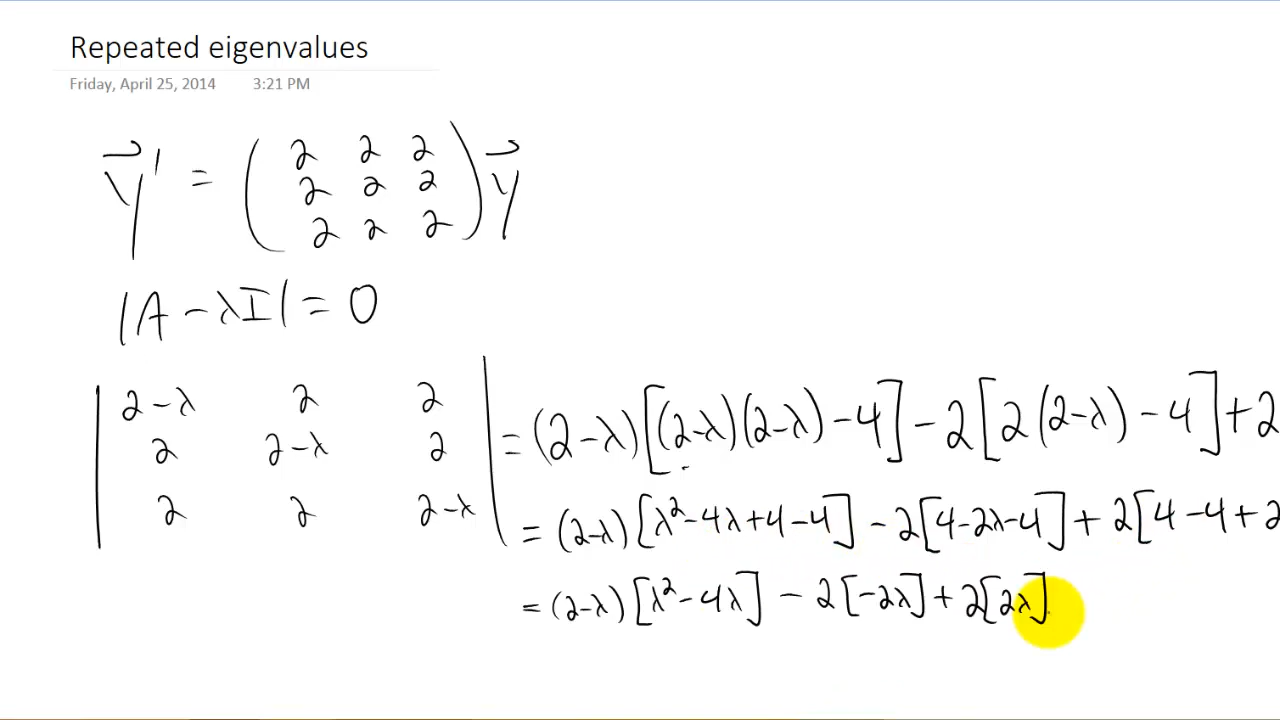 Repeated eigenvalues
Friday, April 25, 2014 3:21 PM
y⃗' = ( 2 2 2
2 2 2
2 2 2 ) y⃗
|A - λI| = 0
| 2-λ 2 2 |
| 2 2-λ 2 | = (2-λ)[(2-λ)(2-λ) - 4] - 2[2(2-λ) - 4] + 2
| 2 2 2-λ |
= (2-λ)[λ² - 4λ + 4 - 4] - 2[4 - 2λ - 4] + 2[4 - 4 + 2
= (2-λ)[λ² - 4λ] - 2[-2λ] + 2[2λ]